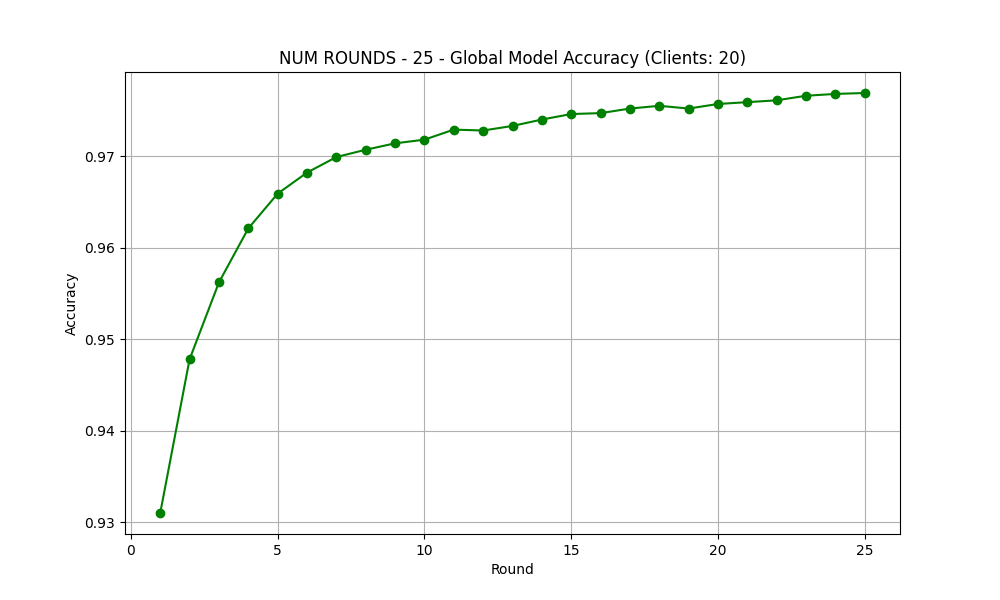 NUM ROUNDS - 25 - Global Model Accuracy (Clients: 20)
0.97
0.96
0.95
0.94
0.93
Accuracy
0 5 10 15 20 25
Round